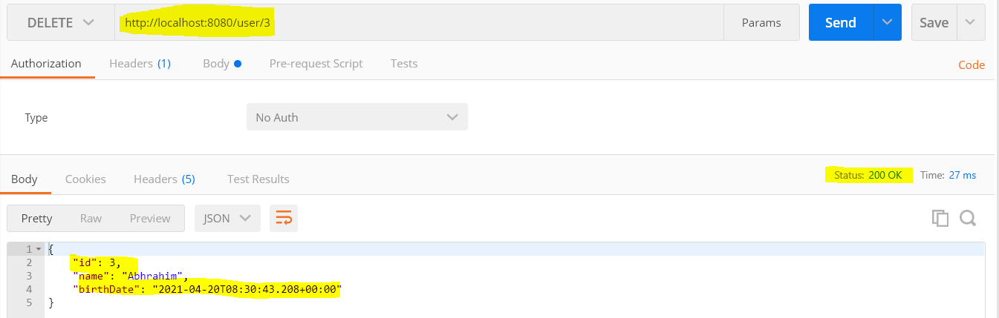 DELETE http://localhost:8080/user/3 Params Send Save
Authorization Headers (1) Body Pre-request Script Tests Code
Type No Auth
Body Cookies Headers (5) Test Results Status: 200 OK Time: 27 ms
Pretty Raw Preview JSON
1 {
2 "id": 3,
3 "name": "Abhrahim",
4 "birthDate": "2021-04-20T08:30:43.208+00:00"
5 }